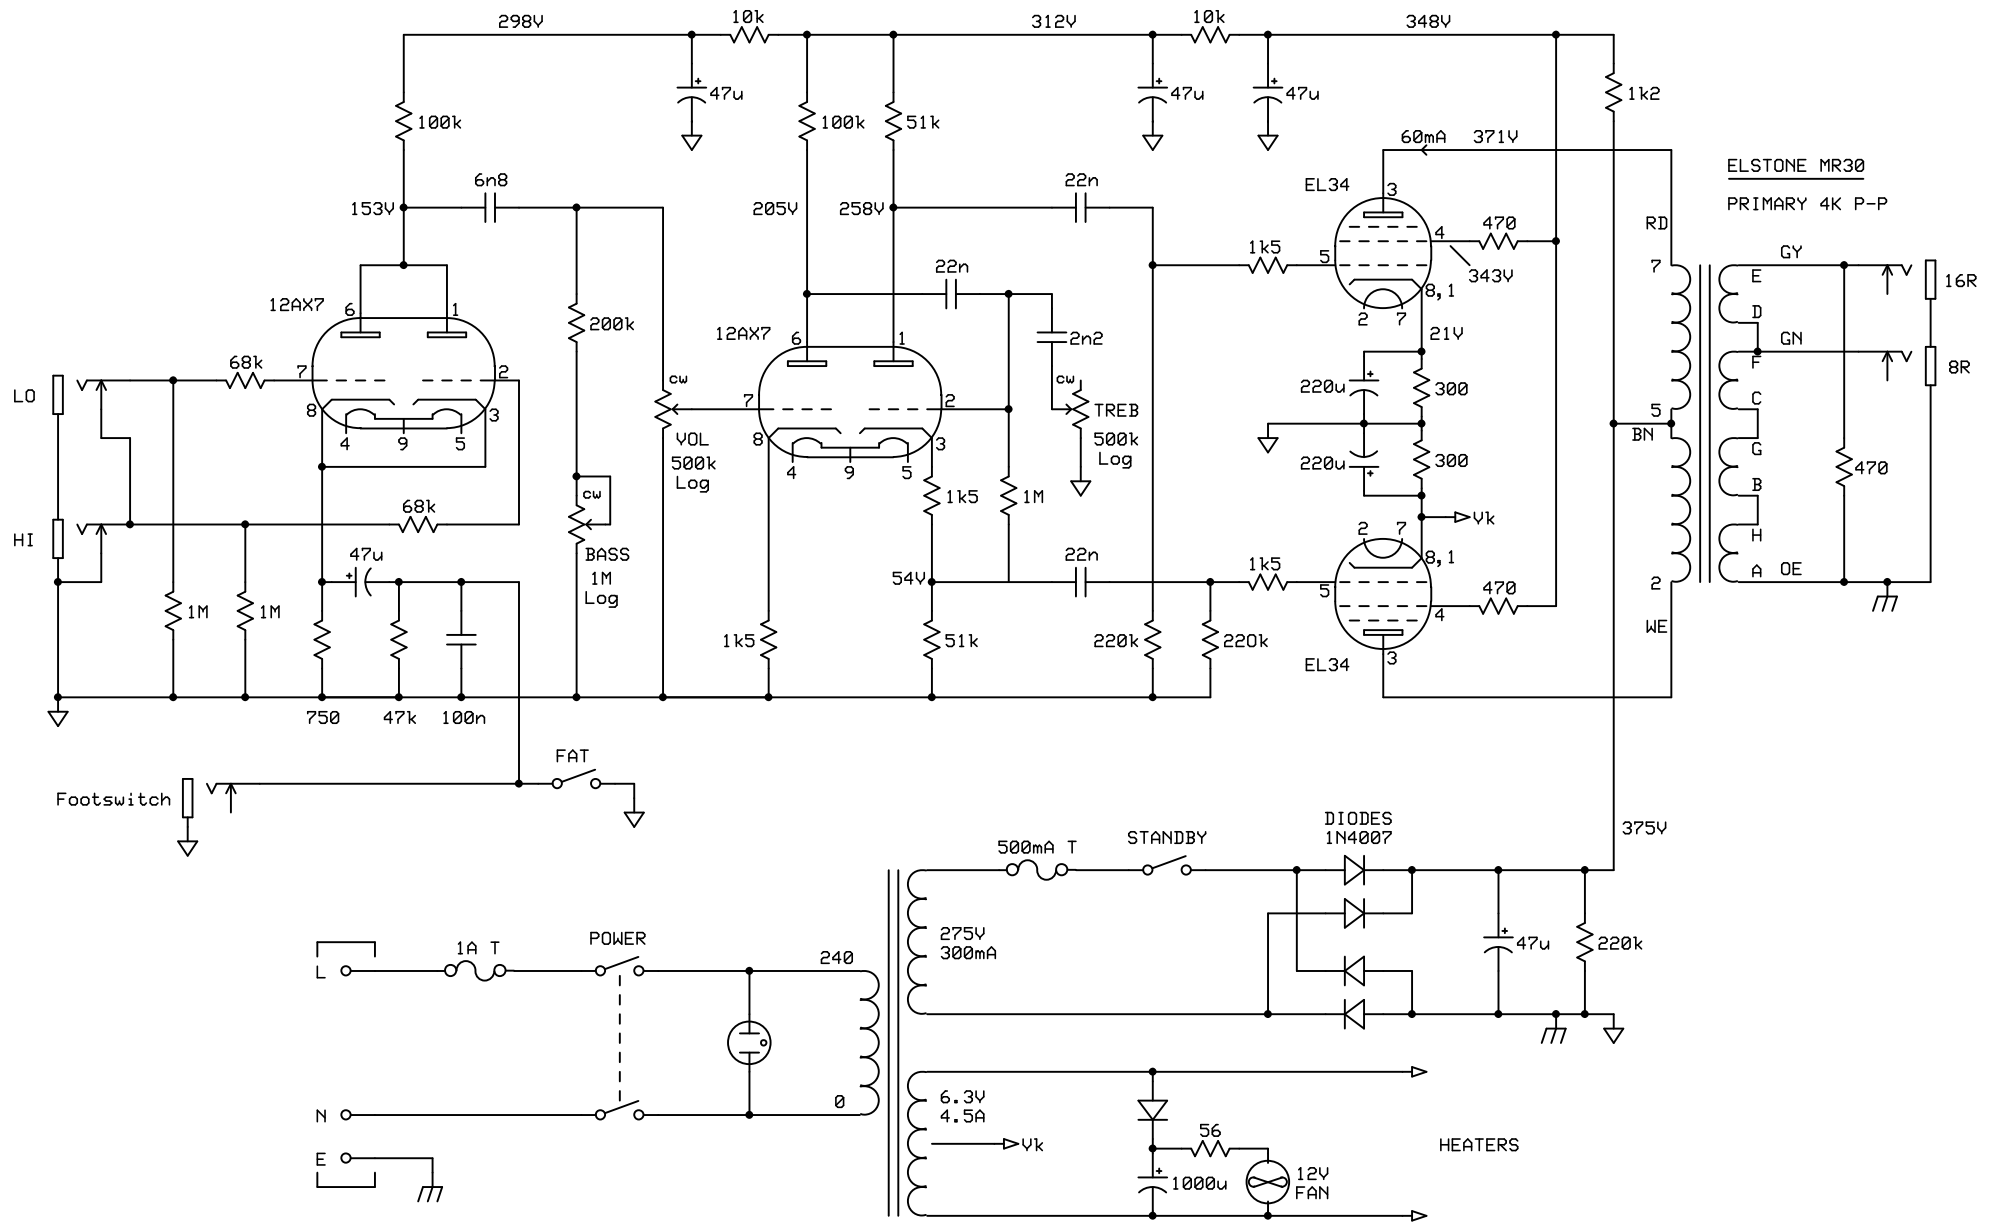 298V
10k
312V
10k
348V
47u
47u
47u
1k2
100k
100k
51k
60mA 371V
ELSTONE MR30
PRIMARY 4K P-P
6n8
22n
EL34
3
153V
205V
258V
470
RD
4
1k5
5
343V
GY
7
E
16R
22n
12AX7
6
1
8,1
2 7
D
21V
200k
12AX7
6
1
2n2
GN
F
8R
68k
7
2
cw
cw
220u
300
LO
8
3
7
2
TREB
500k
Log
C
5
BN
4
9
5
VOL
500k
Log
8
3
4
9
5
220u
300
G
470
B
cw
1k5
1M
68k
HI
Vk
2 7
H
47u
BASS
1M
Log
22n
8,1
1k5
54V
5
470
A
OE
2
1M
1M
4
1k5
51k
220k
220k
WE
EL34
3
750
47k
100n
FAT
Footswitch
375V
DIODES
1N4007
STANDBY
500mA T
275V
300mA
47u
220k
POWER
1A T
240
L
0
6.3V
4.5A
N
Vk
56
HEATERS
E
1000u
12V
FAN